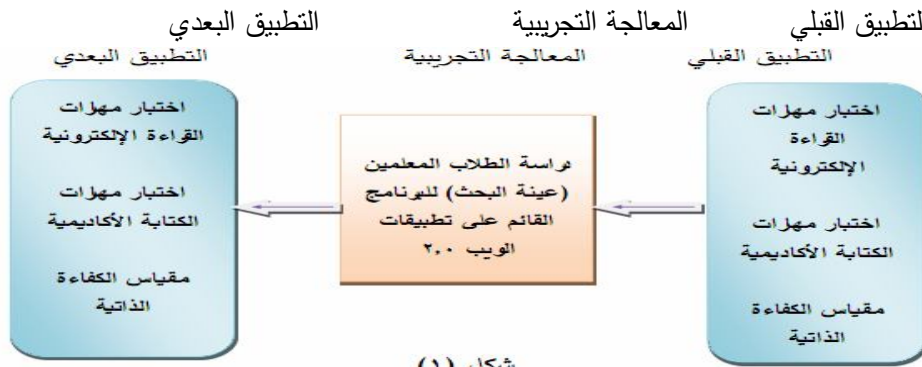 لتطبيق القبلي المعالجة التجريبية التطبيق البعدي
التطبيق القبلي المعالجة التجريبية التطبيق البعدي
اختبار مهارات
القراءة
الإلكترونية
اختبار مهارات
الكتابة الأكاديمية
مقياس الكفاءة
الذاتية
دراسة الطلاب المعلمين
(عينة البحث) للبرنامج
القائم على تطبيقات
الويب ٢,٠
اختبار مهارات
القراءة الإلكترونية
اختبار مهارات
الكتابة الأكاديمية
مقياس الكفاءة
الذاتية
شكل (١)